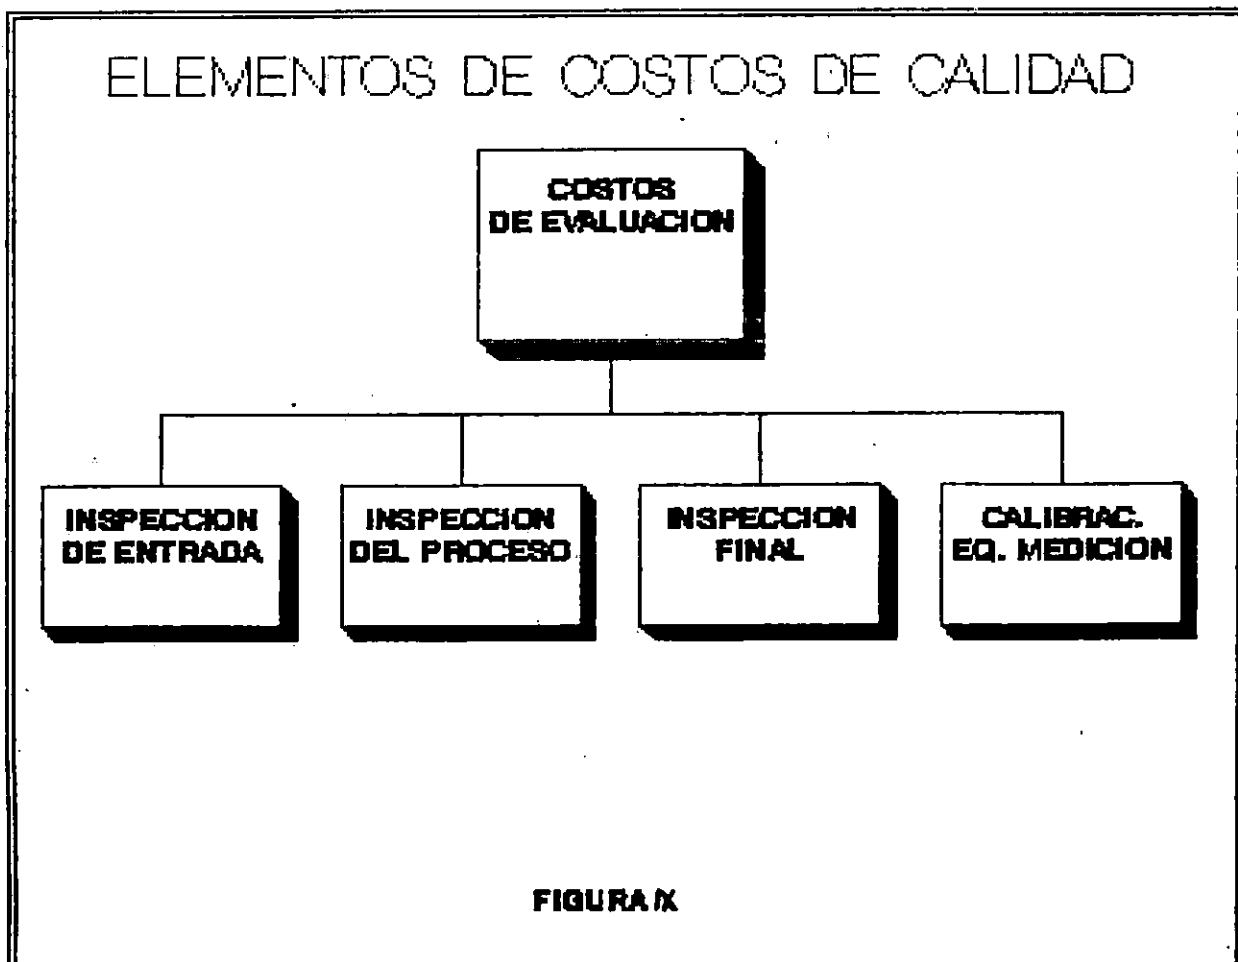 ELEMENTOS DE COSTOS DE CALIDAD
COSTOS
DE EVALUACION
INSPECCION
DE ENTRADA
INSPECCION
DEL PROCESO
INSPECCION
FINAL
CALIBRAC.
EQ. MEDICION
FIGURA IX